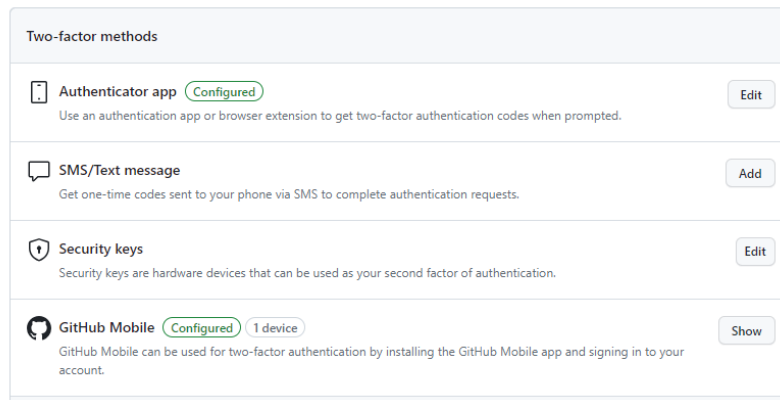 Two-factor methods
Authenticator app Configured
Edit
Use an authentication app or browser extension to get two-factor authentication codes when prompted.
SMS/Text message
Add
Get one-time codes sent to your phone via SMS to complete authentication requests.
Security keys
Edit
Security keys are hardware devices that can be used as your second factor of authentication.
GitHub Mobile Configured 1 device
Show
GitHub Mobile can be used for two-factor authentication by installing the GitHub Mobile app and signing in to your
account.